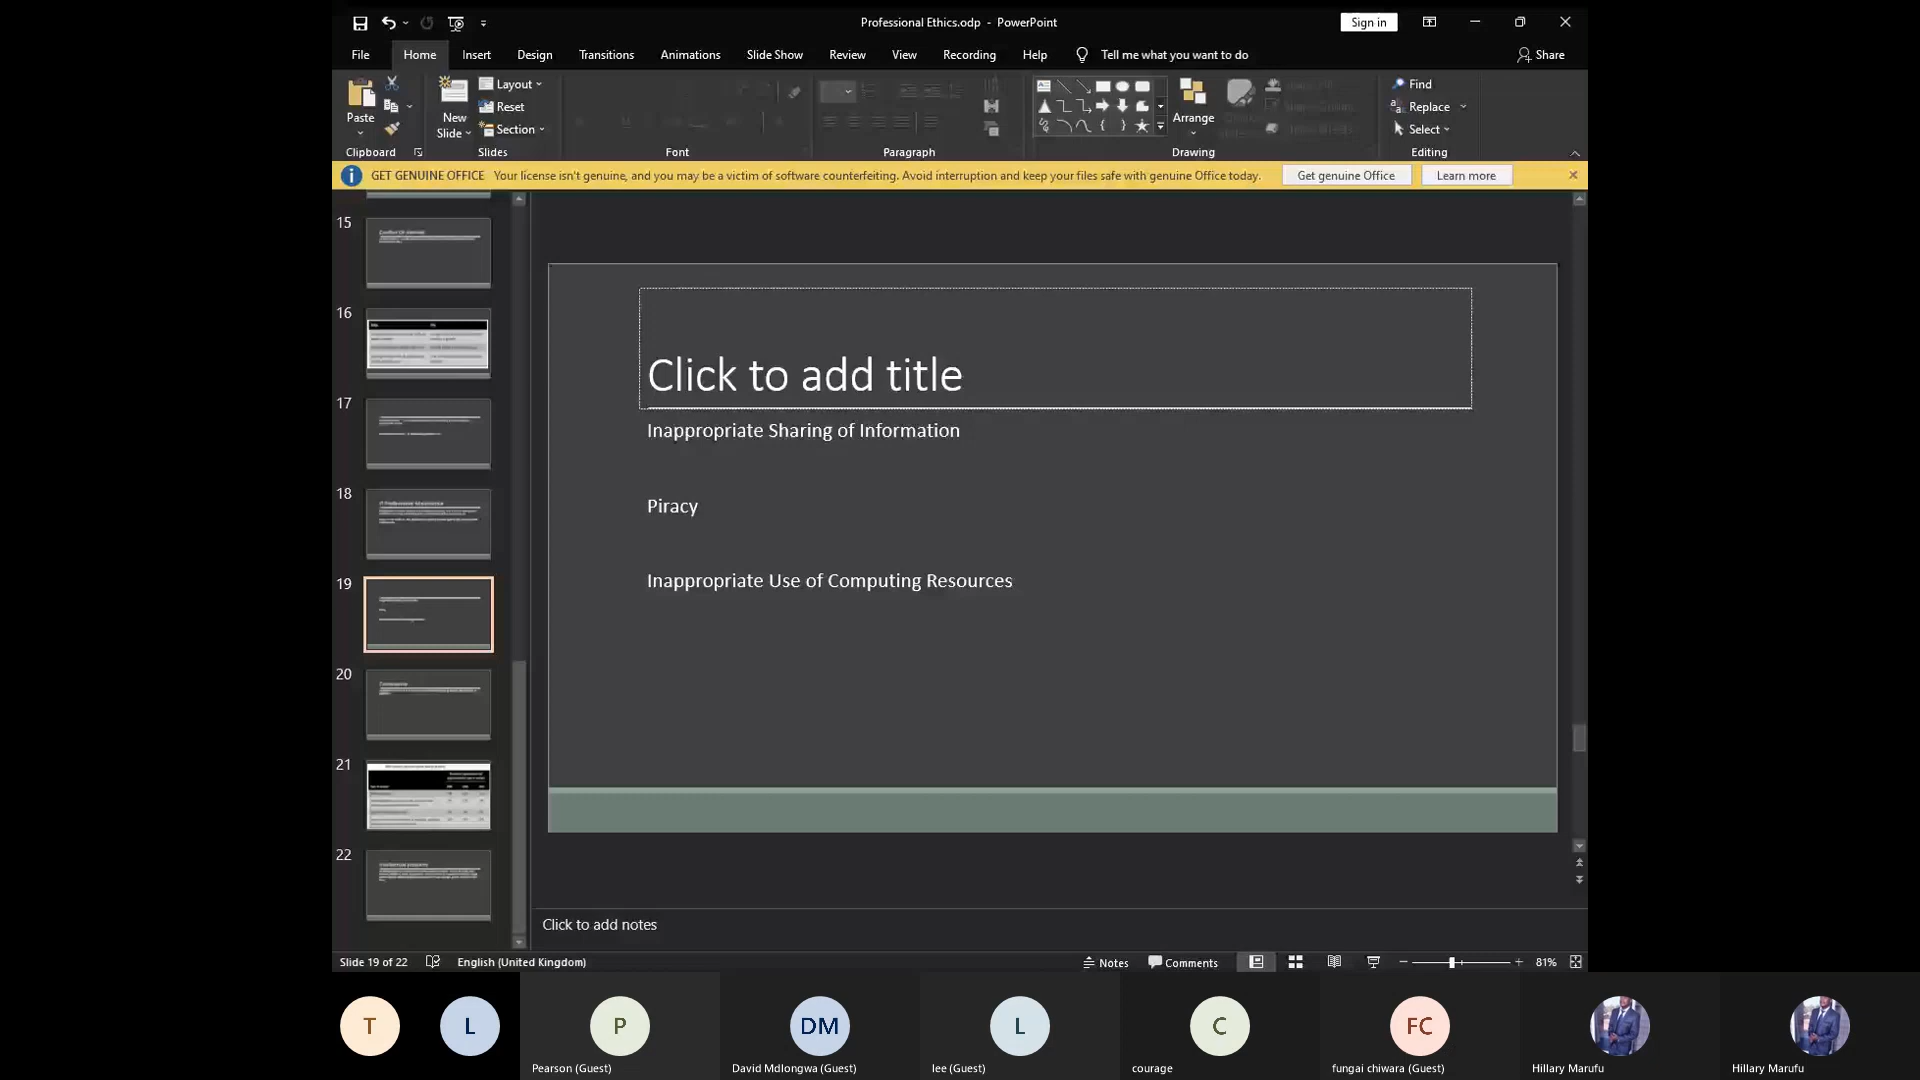 Professional Ethics.odp - PowerPoint
Sign in
File
Home
Insert
Design
Transitions
Animations
Slide Show
Review
View
Recording
Help
Tell me what you want to do
Share
Paste
New Slide
Layout
Reset
Section
Arrange
Find
Replace
Select
Clipboard
Slides
Font
Paragraph
Drawing
Editing
GET GENUINE OFFICE Your license isn't genuine, and you may be a victim of software counterfeiting. Avoid interruption and keep your files safe with genuine Office today.
Get genuine Office
Learn more
15
16
17
18
19
20
21
22
Click to add title
Inappropriate Sharing of Information
Piracy
Inappropriate Use of Computing Resources
Click to add notes
Slide 19 of 22
English (United Kingdom)
Notes
Comments
81%
T
L
P
DM
L
C
FC
Pearson (Guest)
David Mdlongwa (Guest)
lee (Guest)
courage
fungai chiwara (Guest)
Hillary Marufu
Hillary Marufu